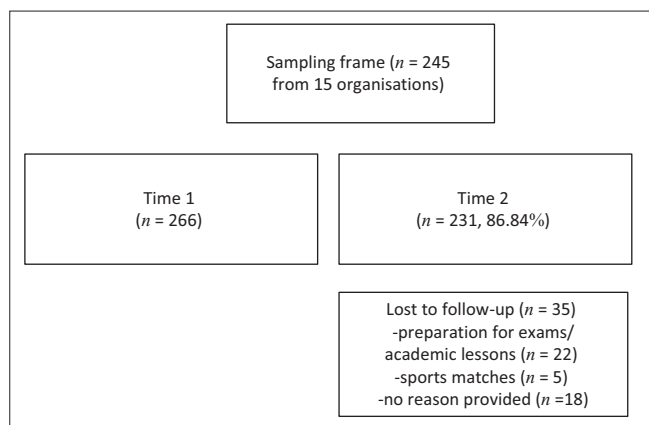 Sampling frame (n = 245
from 15 organisations)
Time 1
(n = 266)
Time 2
(n = 231, 86.84%)
Lost to follow-up (n = 35)
-preparation for exams/
academic lessons (n = 22)
-sports matches (n = 5)
-no reason provided (n =18)